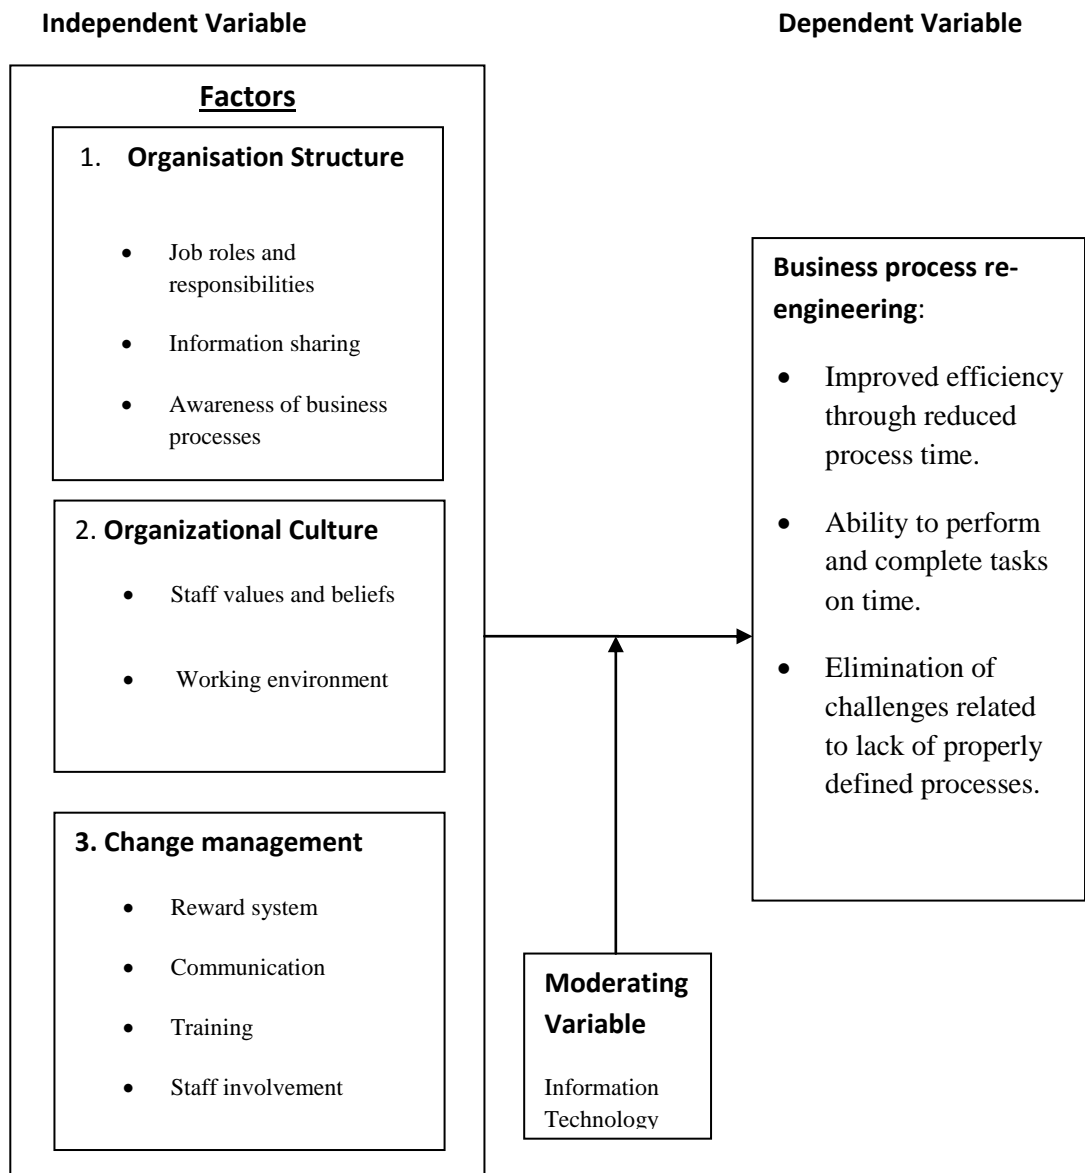 Independent Variable
Dependent Variable
Factors
1. Organisation Structure
• Job roles and
responsibilities
• Information sharing
• Awareness of business
processes
2. Organizational Culture
• Staff values and beliefs
• Working environment
3. Change management
• Reward system
• Communication
• Training
• Staff involvement
Moderating
Variable
Information
Technology
Business process re-
engineering:
• Improved efficiency
through reduced
process time.
• Ability to perform
and complete tasks
on time.
• Elimination of
challenges related
to lack of properly
defined processes.